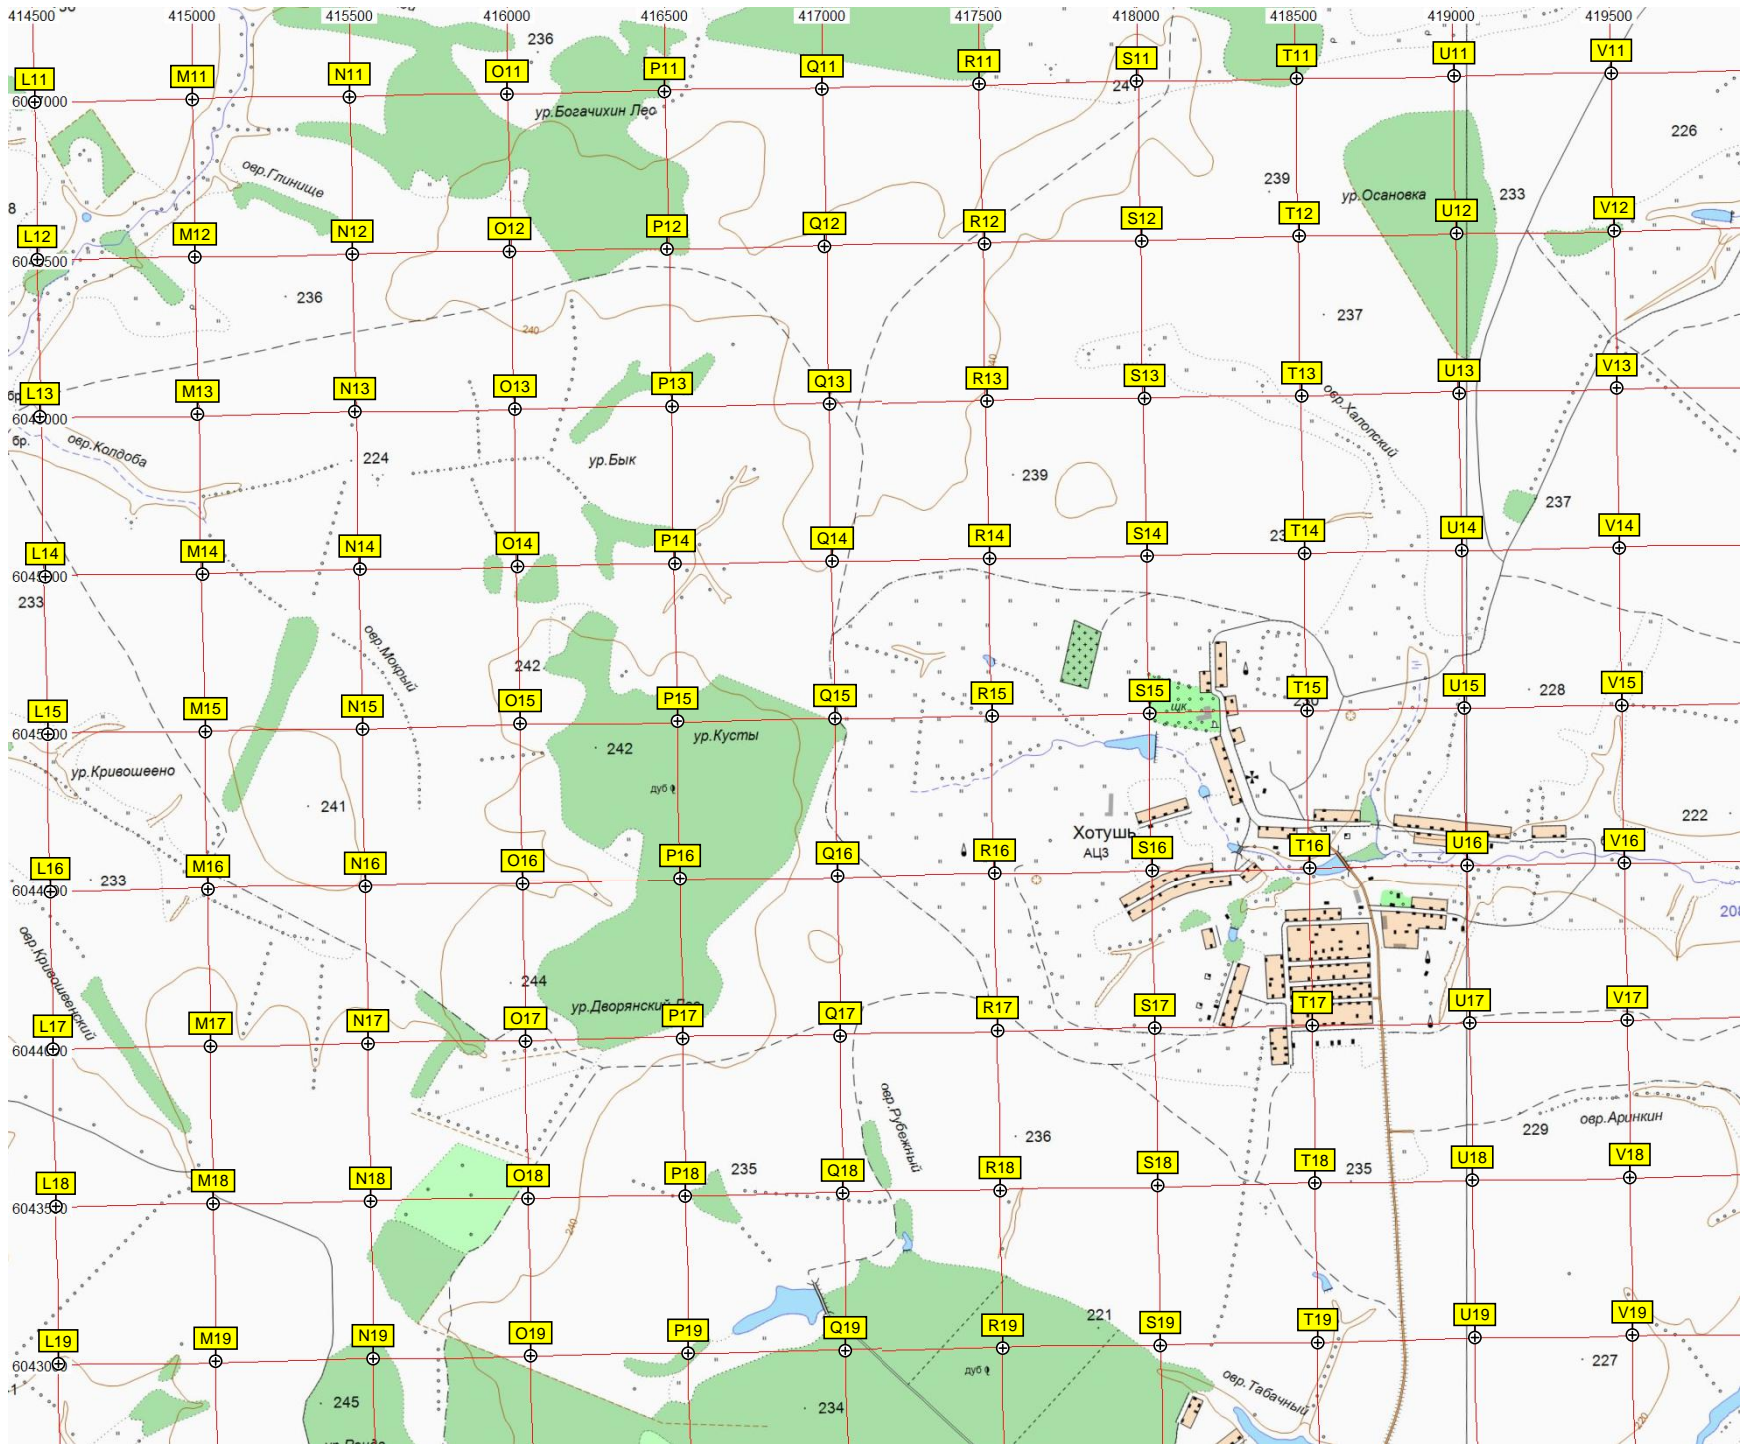 414500 415000 415500 416000 416500 417000 417500 418000 418500 419000 419500
236
L11 M11 N11 O11 P11 Q11 R11 S11 T11 U11 V11
ур.Богачихин Лес
226
овр.Глинище
239
ур.Осановка
233
L12 M12 N12 O12 P12 Q12 R12 S12 T12 U12 V12
236
240
237
L13 M13 N13 O13 P13 Q13 R13 S13 T13 U13 V13
бр.
овр.Колдоба
224
ур.Бык
239
овр.Халопский
237
L14 M14 N14 O14 P14 Q14 R14 S14 T14 U14 V14
233
овр.Мокрый
242
228
L15 M15 N15 O15 P15 Q15 R15 S15 T15 U15 V15
щк.
ур.Кусты
242
ур.Кривошеено
дуб
241
222
Хотушь
АЦЗ
L16 M16 N16 O16 P16 Q16 R16 S16 T16 U16 V16
233
208
овр.Кривошеенский
244
ур.Дворянский Лес
L17 M17 N17 O17 P17 Q17 R17 S17 T17 U17 V17
овр.Рубежный
236
229
овр.Аринкин
235
235
L18 M18 N18 O18 P18 Q18 R18 S18 T18 U18 V18
240
221
L19 M19 N19 O19 P19 Q19 R19 S19 T19 U19 V19
227
дуб
245
234
овр.Табачный
220